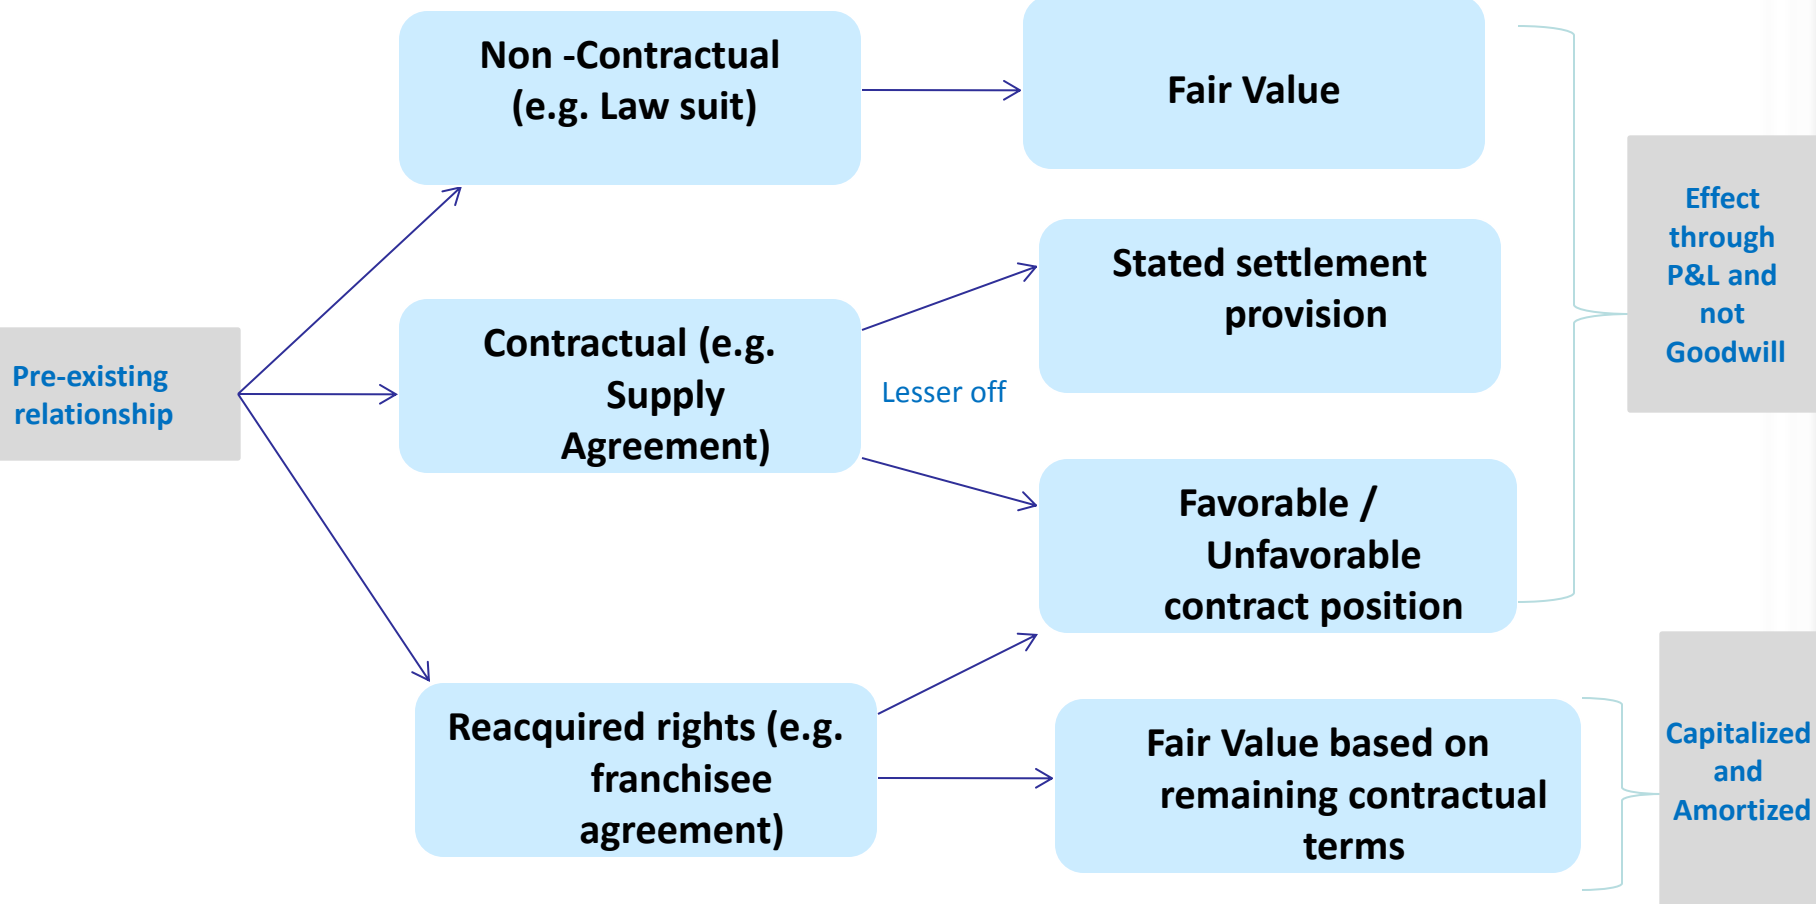 Non -Contractual
(e.g. Law suit)
Fair Value
Effect
through
P&L and
not
Goodwill
Stated settlement
provision
Contractual (e.g.
Supply
Agreement)
Pre-existing
relationship
Lesser off
Favorable /
Unfavorable
contract position
Reacquired rights (e.g.
franchisee
agreement)
Fair Value based on
remaining contractual
terms
Capitalized
and
Amortized